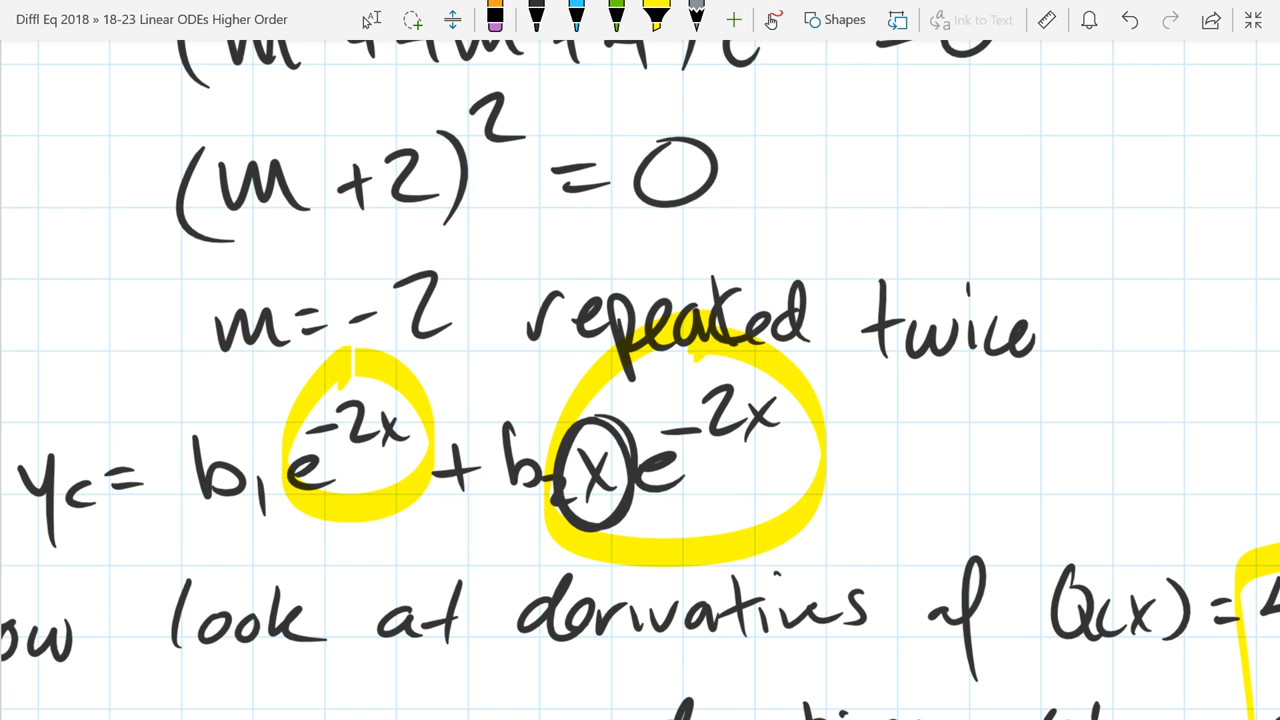 Diffl Eq 2018 » 18-23 Linear ODEs Higher Order
Shapes
Ink to Text
(m + 2)² = 0
m = -2 repeated twice
y_c = b₁e^{-2x} + b₂xe^{-2x}
look at derivatives of Q(x) =